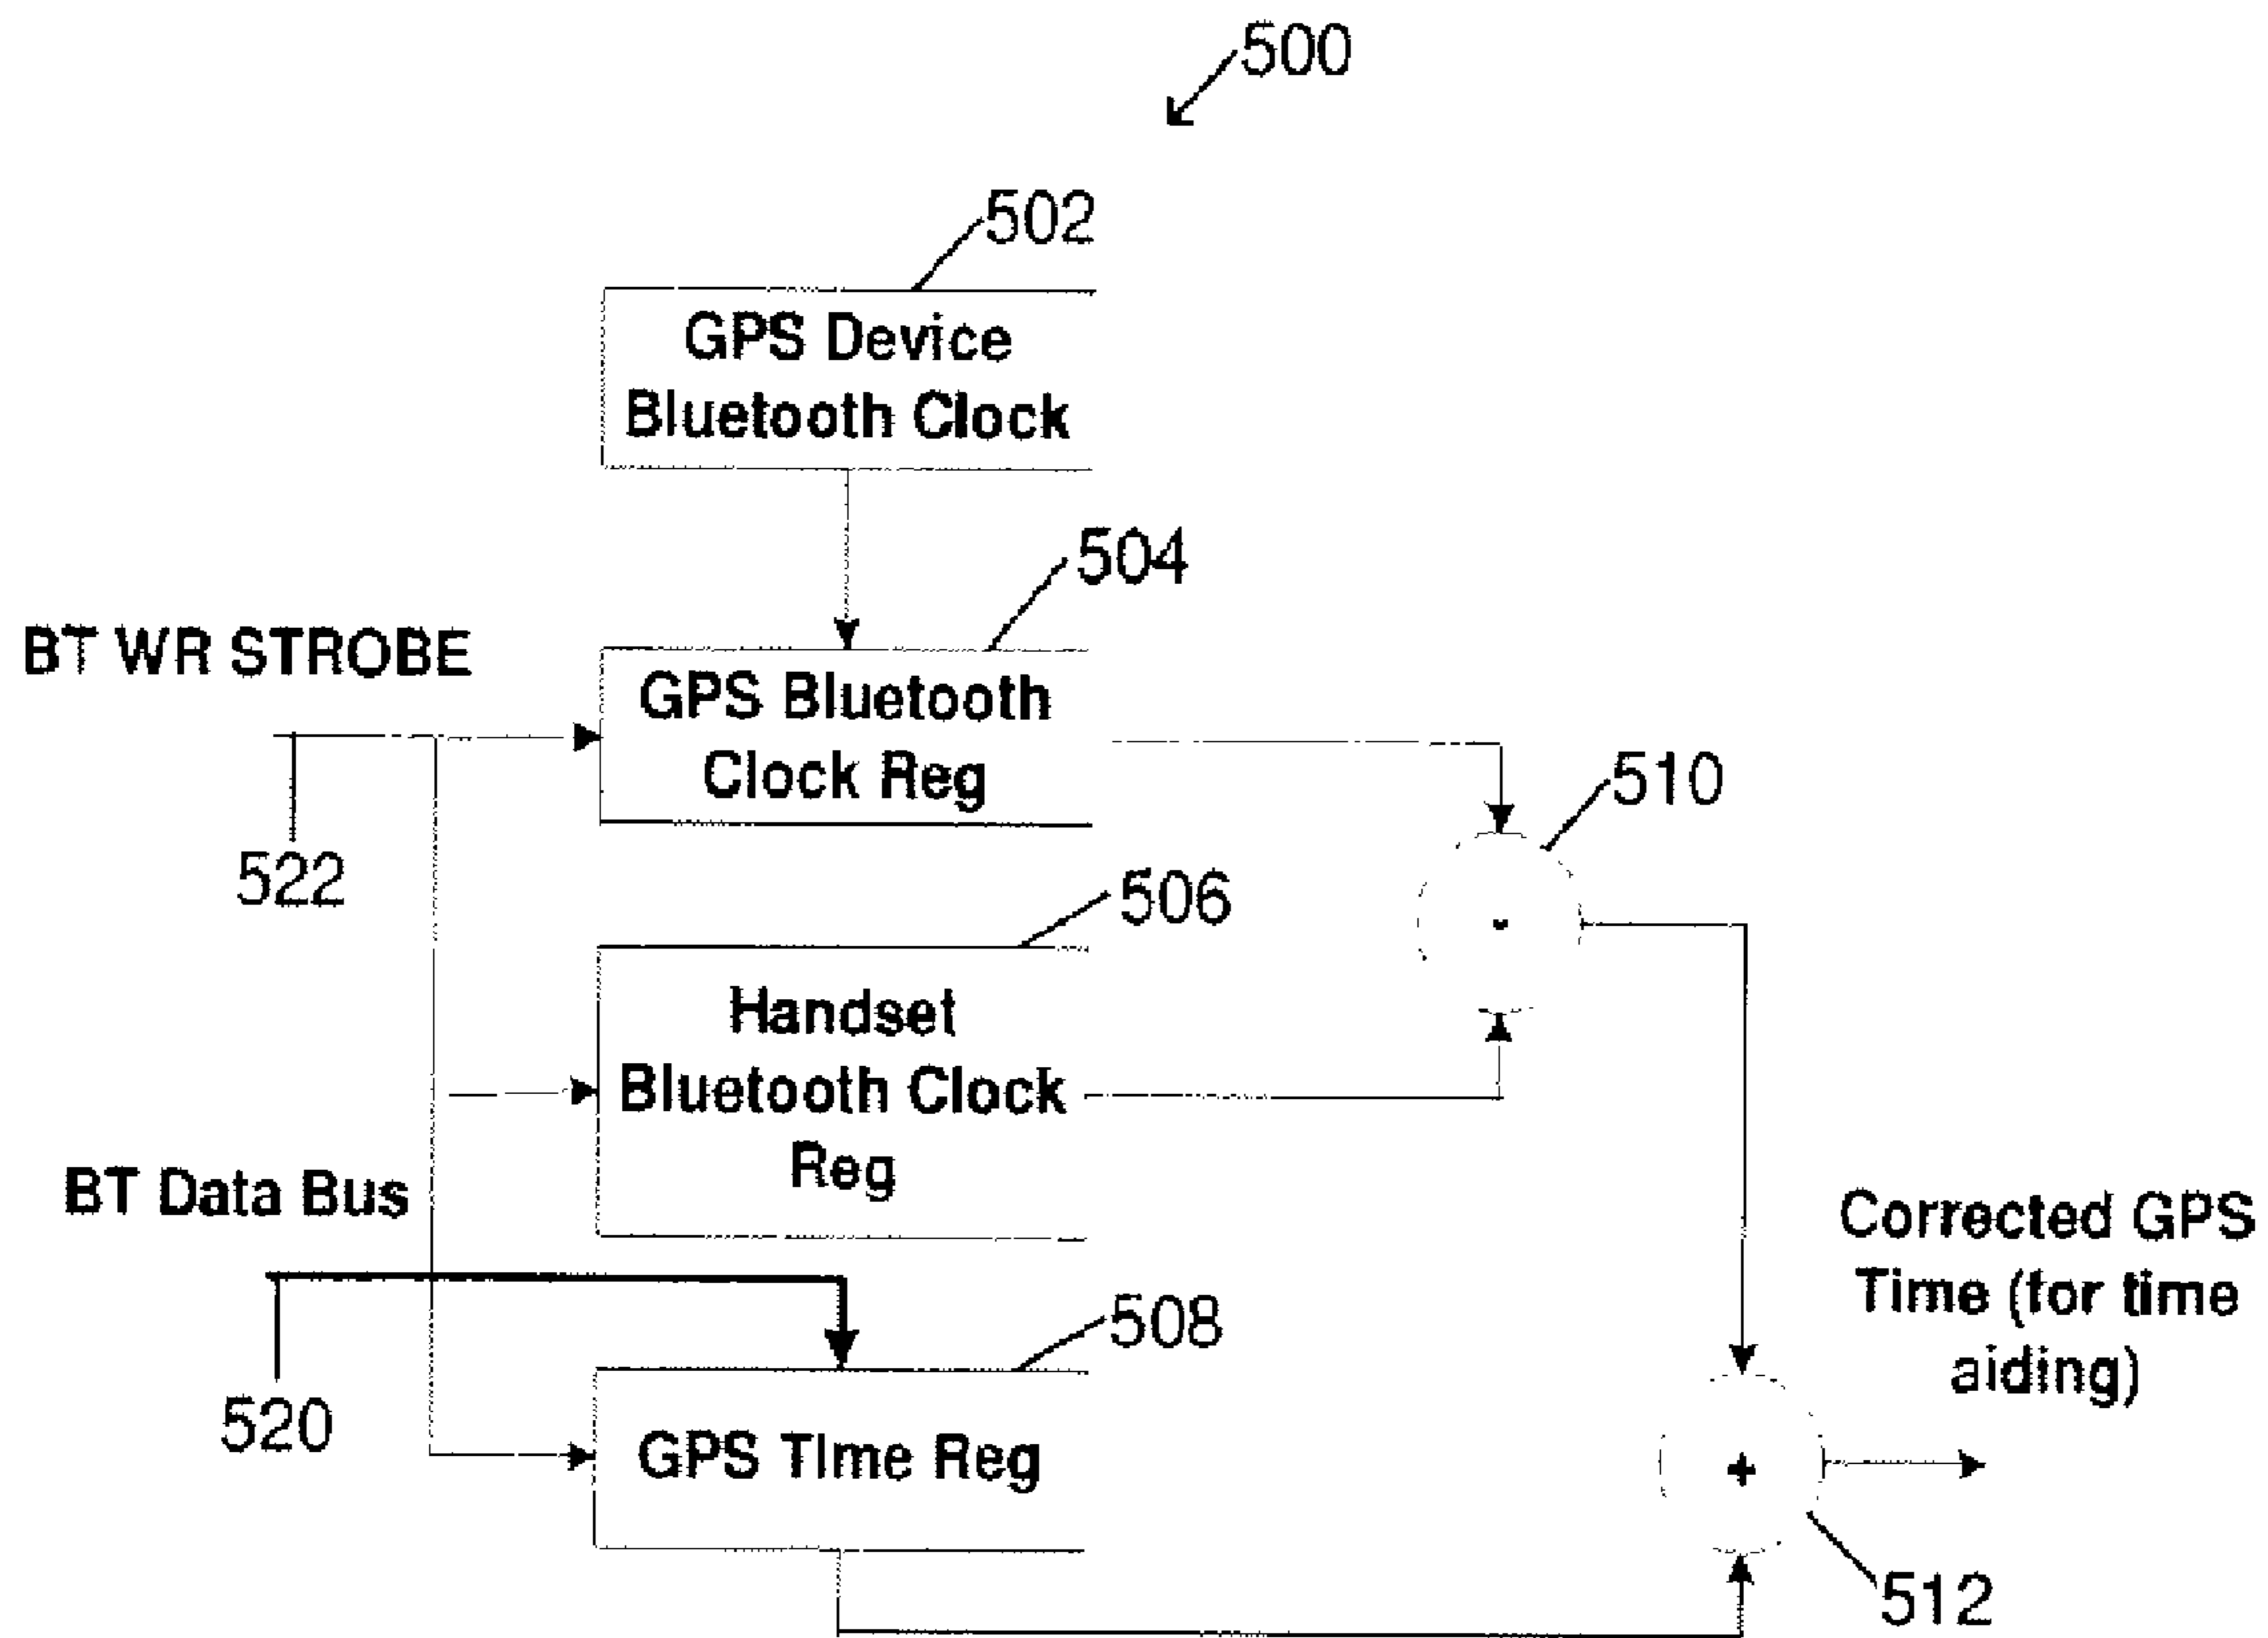 500
502
GPS Device
Bluetooth Clock
504
BT WR STROBE
GPS Bluetooth
Clock Reg
522
510
-
506
Handset
Bluetooth Clock
Reg
BT Data Bus
520
508
GPS Time Reg
Corrected GPS
Time (for time
aiding)
+
512